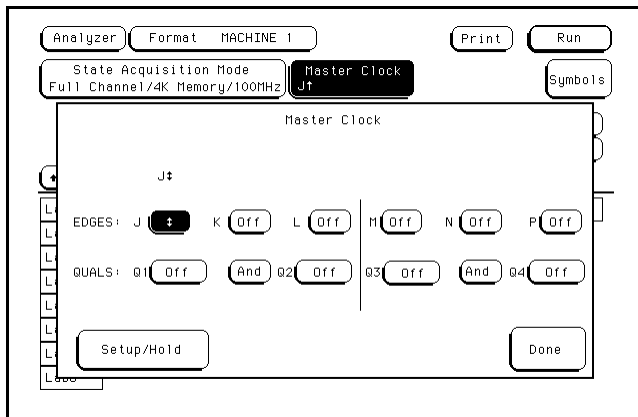 Analyzer Format MACHINE 1 Print Run
State Acquisition Mode Master Clock Symbols
Full Channel/4K Memory/100MHz J↑
Master Clock
J↕
EDGES: J ↕ K Off L Off M Off N Off P Off
QUALS: Q1 Off And Q2 Off Q3 Off And Q4 Off
Setup/Hold Done